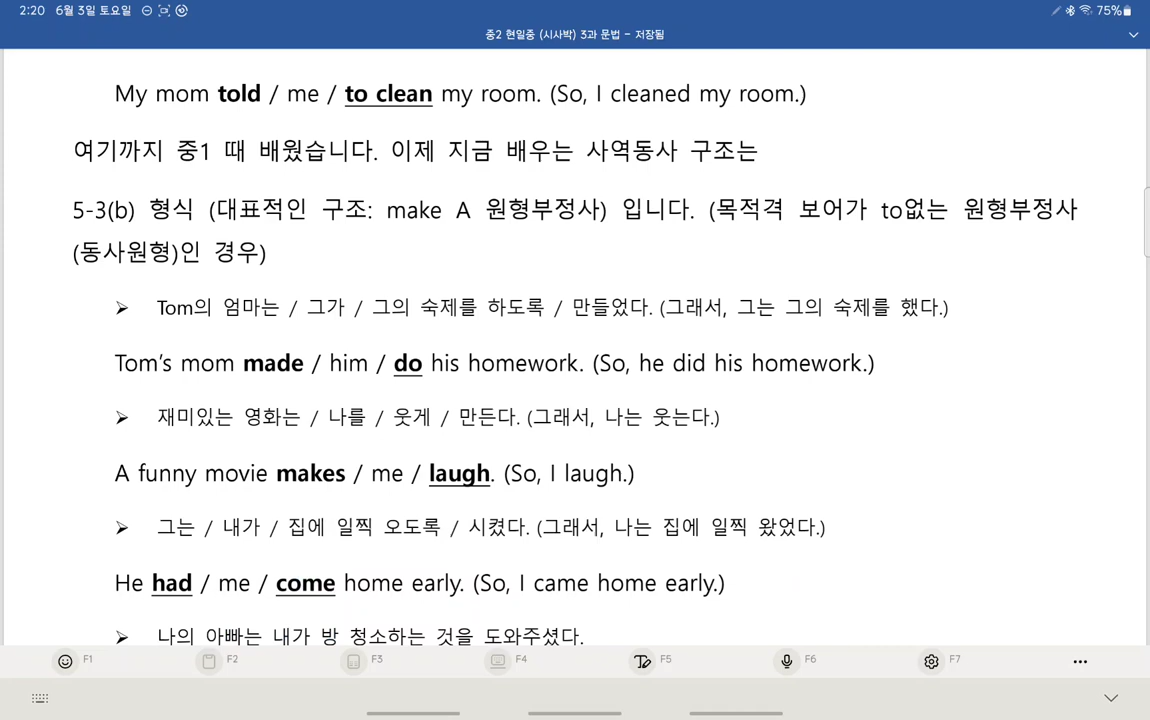 2:20 6월 3일 토요일 75%
중2 현일중 (시사박) 3과 문법 – 저장됨
My mom told / me / to clean my room. (So, I cleaned my room.)
여기까지 중1 때 배웠습니다. 이제 지금 배우는 사역동사 구조는
5-3(b) 형식 (대표적인 구조: make A 원형부정사) 입니다. (목적격 보어가 to없는 원형부정사
(동사원형)인 경우)
➢ Tom의 엄마는 / 그가 / 그의 숙제를 하도록 / 만들었다. (그래서, 그는 그의 숙제를 했다.)
Tom’s mom made / him / do his homework. (So, he did his homework.)
➢ 재미있는 영화는 / 나를 / 웃게 / 만든다. (그래서, 나는 웃는다.)
A funny movie makes / me / laugh. (So, I laugh.)
➢ 그는 / 내가 / 집에 일찍 오도록 / 시켰다. (그래서, 나는 집에 일찍 왔었다.)
He had / me / come home early. (So, I came home early.)
➢ 나의 아빠는 내가 방 청소하는 것을 도와주셨다.
F1 F2 F3 F4 F5 F6 F7